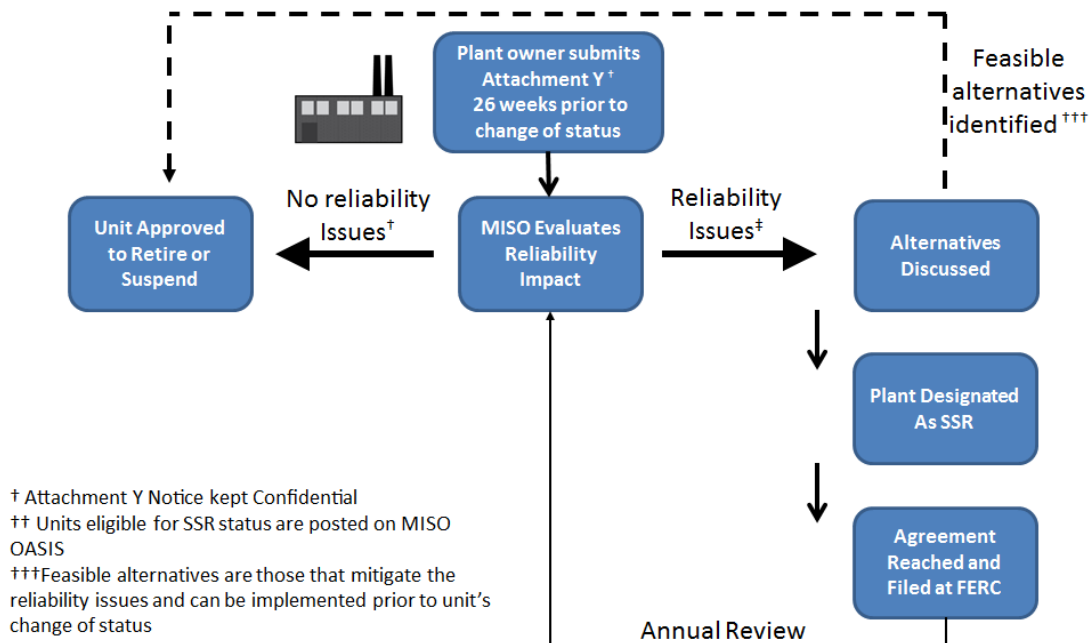 Plant owner submits
Attachment Y †
26 weeks prior to
change of status
Feasible
alternatives
identified †††
No reliability
Issues†
Reliability
Issues‡
Unit Approved
to Retire or
Suspend
MISO Evaluates
Reliability
Impact
Alternatives
Discussed
Plant Designated
As SSR
Agreement
Reached and
Filed at FERC
Annual Review
† Attachment Y Notice kept Confidential
†† Units eligible for SSR status are posted on MISO
OASIS
†††Feasible alternatives are those that mitigate the
reliability issues and can be implemented prior to unit's
change of status